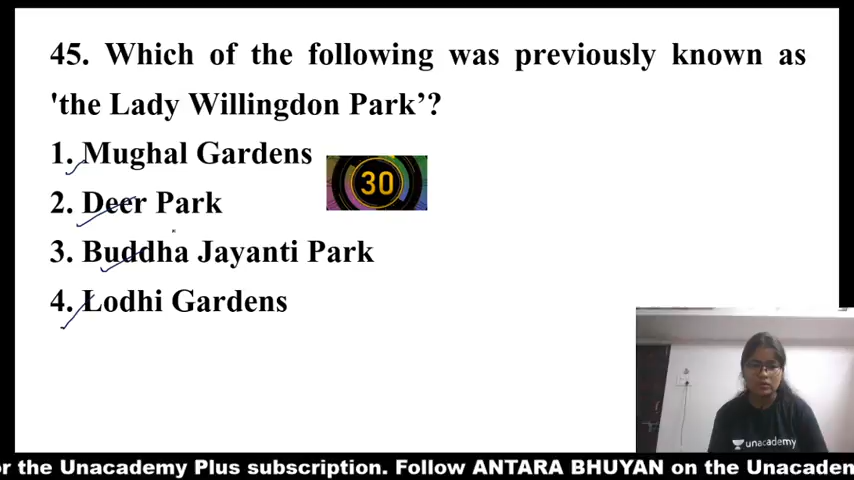 45. Which of the following was previously known as
'the Lady Willingdon Park’?
1. Mughal Gardens
30
2. Deer Park
3. Buddha Jayanti Park
4. Lodhi Gardens
unacademy
or the Unacademy Plus subscription. Follow ANTARA BHUYAN on the Unacadem